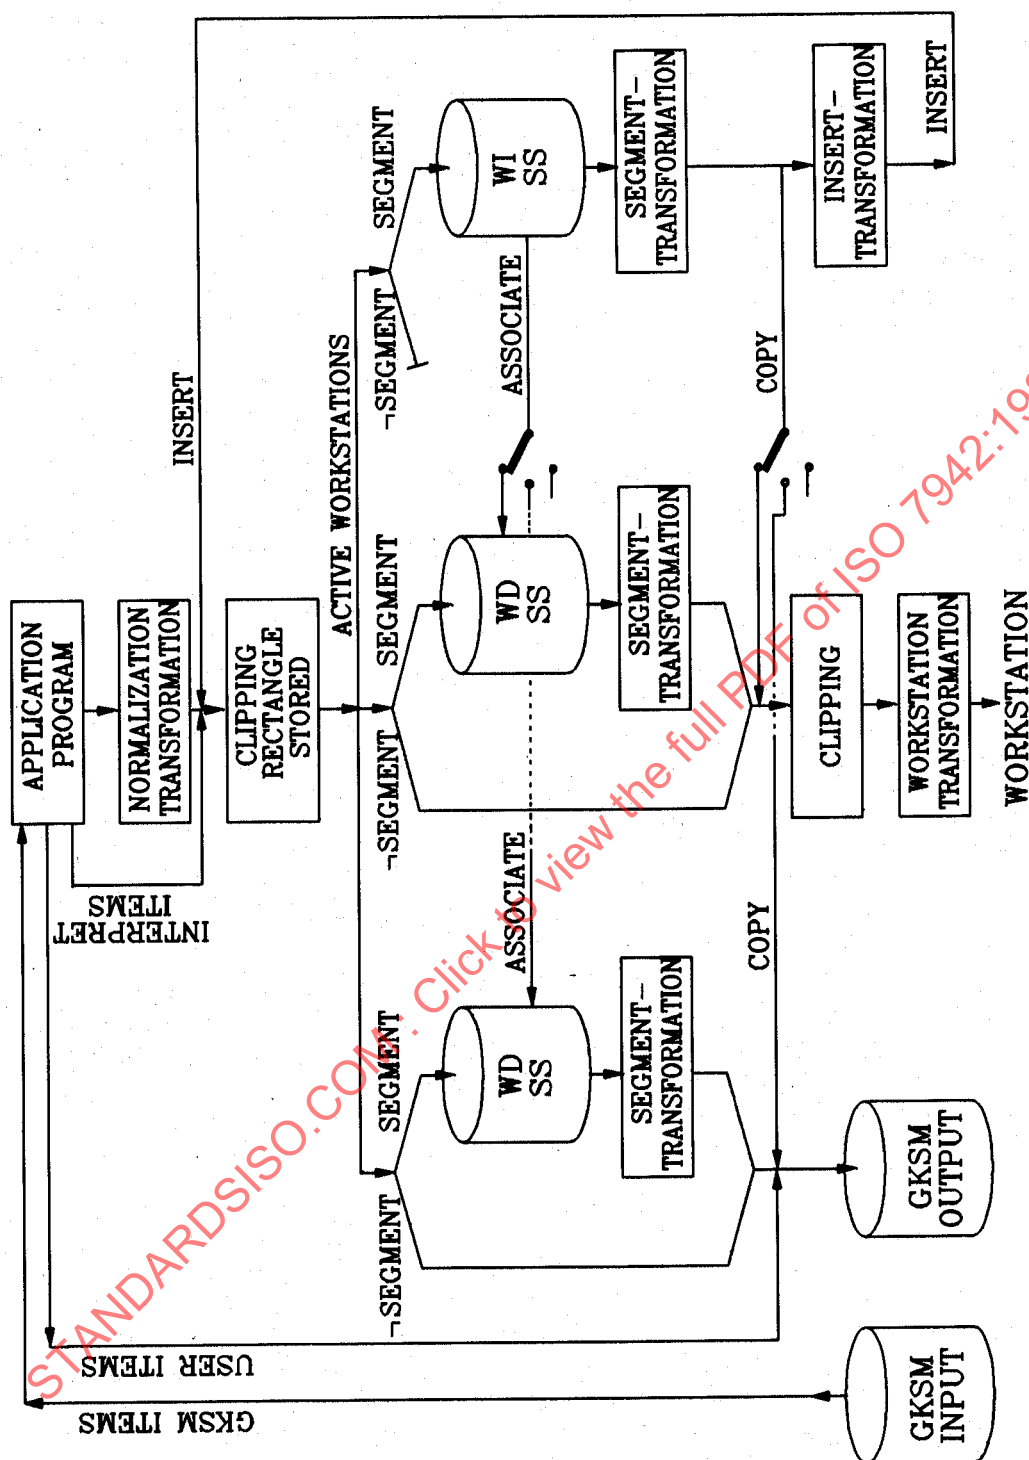 INSERT
APPLICATION
PROGRAM
NORMALIZATION
TRANSFORMATION
INTERPRET
ITEMS
CLIPPING
RECTANGLE
STORED
ACTIVE WORKSTATIONS
¬SEGMENT
SEGMENT
¬SEGMENT
SEGMENT
¬SEGMENT
SEGMENT
WD
SS
WD
SS
WI
SS
ASSOCIATE
ASSOCIATE
SEGMENT-
TRANSFORMATION
SEGMENT-
TRANSFORMATION
SEGMENT-
TRANSFORMATION
COPY
COPY
INSERT-
TRANSFORMATION
INSERT
CLIPPING
WORKSTATION
TRANSFORMATION
WORKSTATION
GKSM
OUTPUT
GKSM
INPUT
USER ITEMS
GKSM ITEMS
STANDARDSISO.COM : Click to view the full PDF of ISO 7942:19